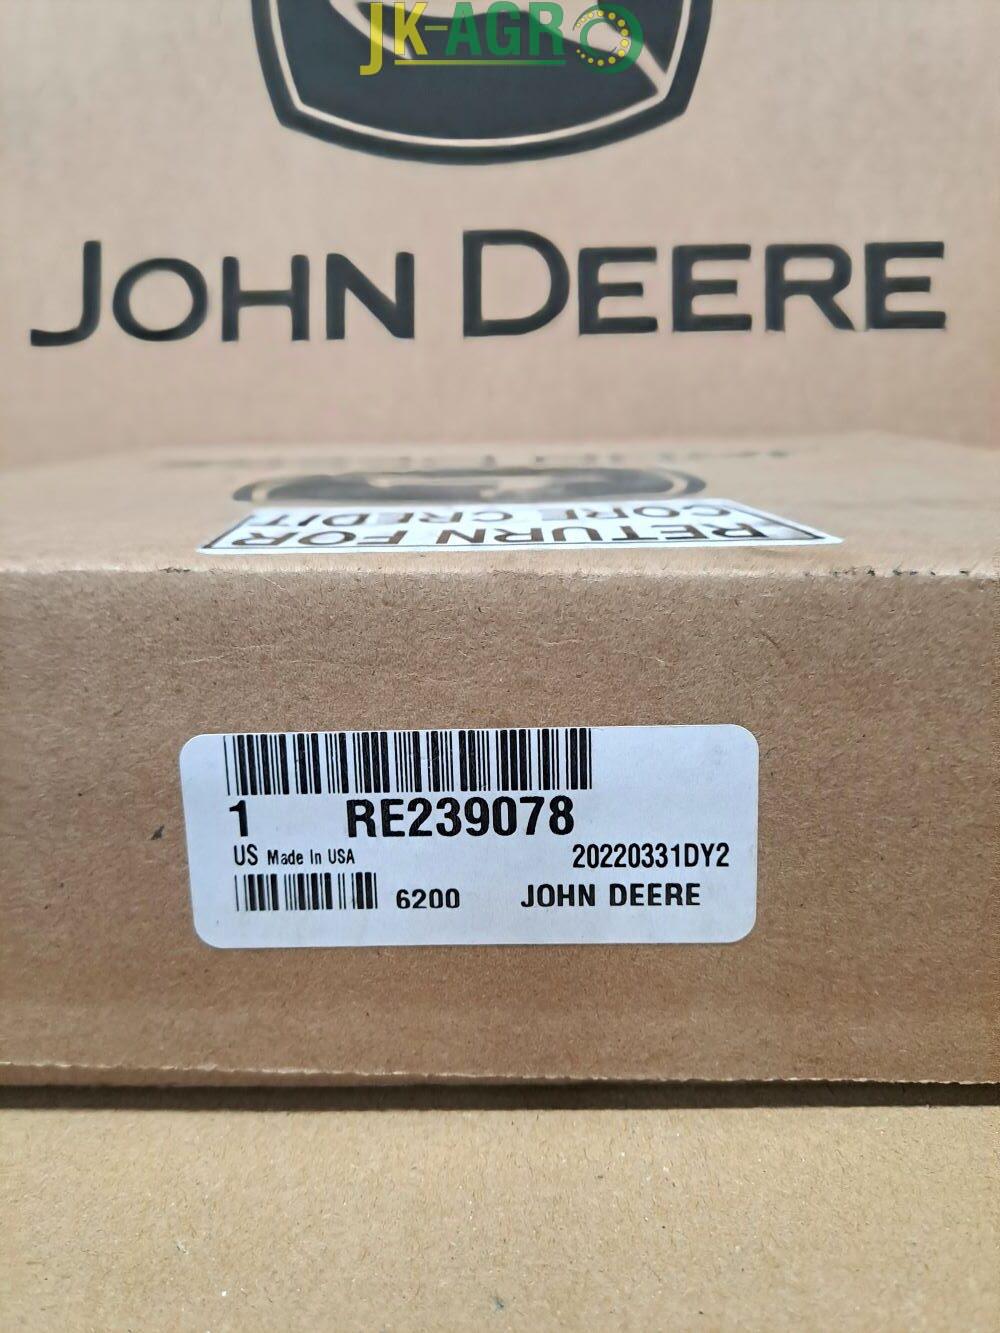 JK-AGRO
JOHN DEERE
RETURN FOR
CORE CREDIT
1 RE239078
US Made In USA 20220331DY2
6200 JOHN DEERE